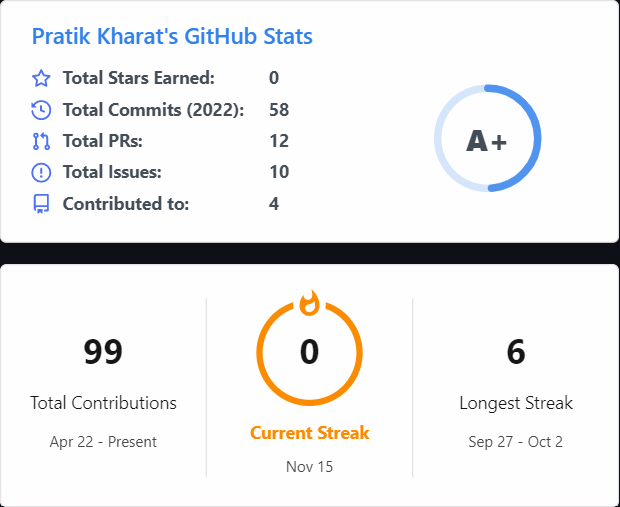 Pratik Kharat's GitHub Stats
Total Stars Earned: 0
Total Commits (2022): 58
Total PRs: 12
Total Issues: 10
Contributed to: 4
A+
99
Total Contributions
Apr 22 - Present
0
Current Streak
Nov 15
6
Longest Streak
Sep 27 - Oct 2